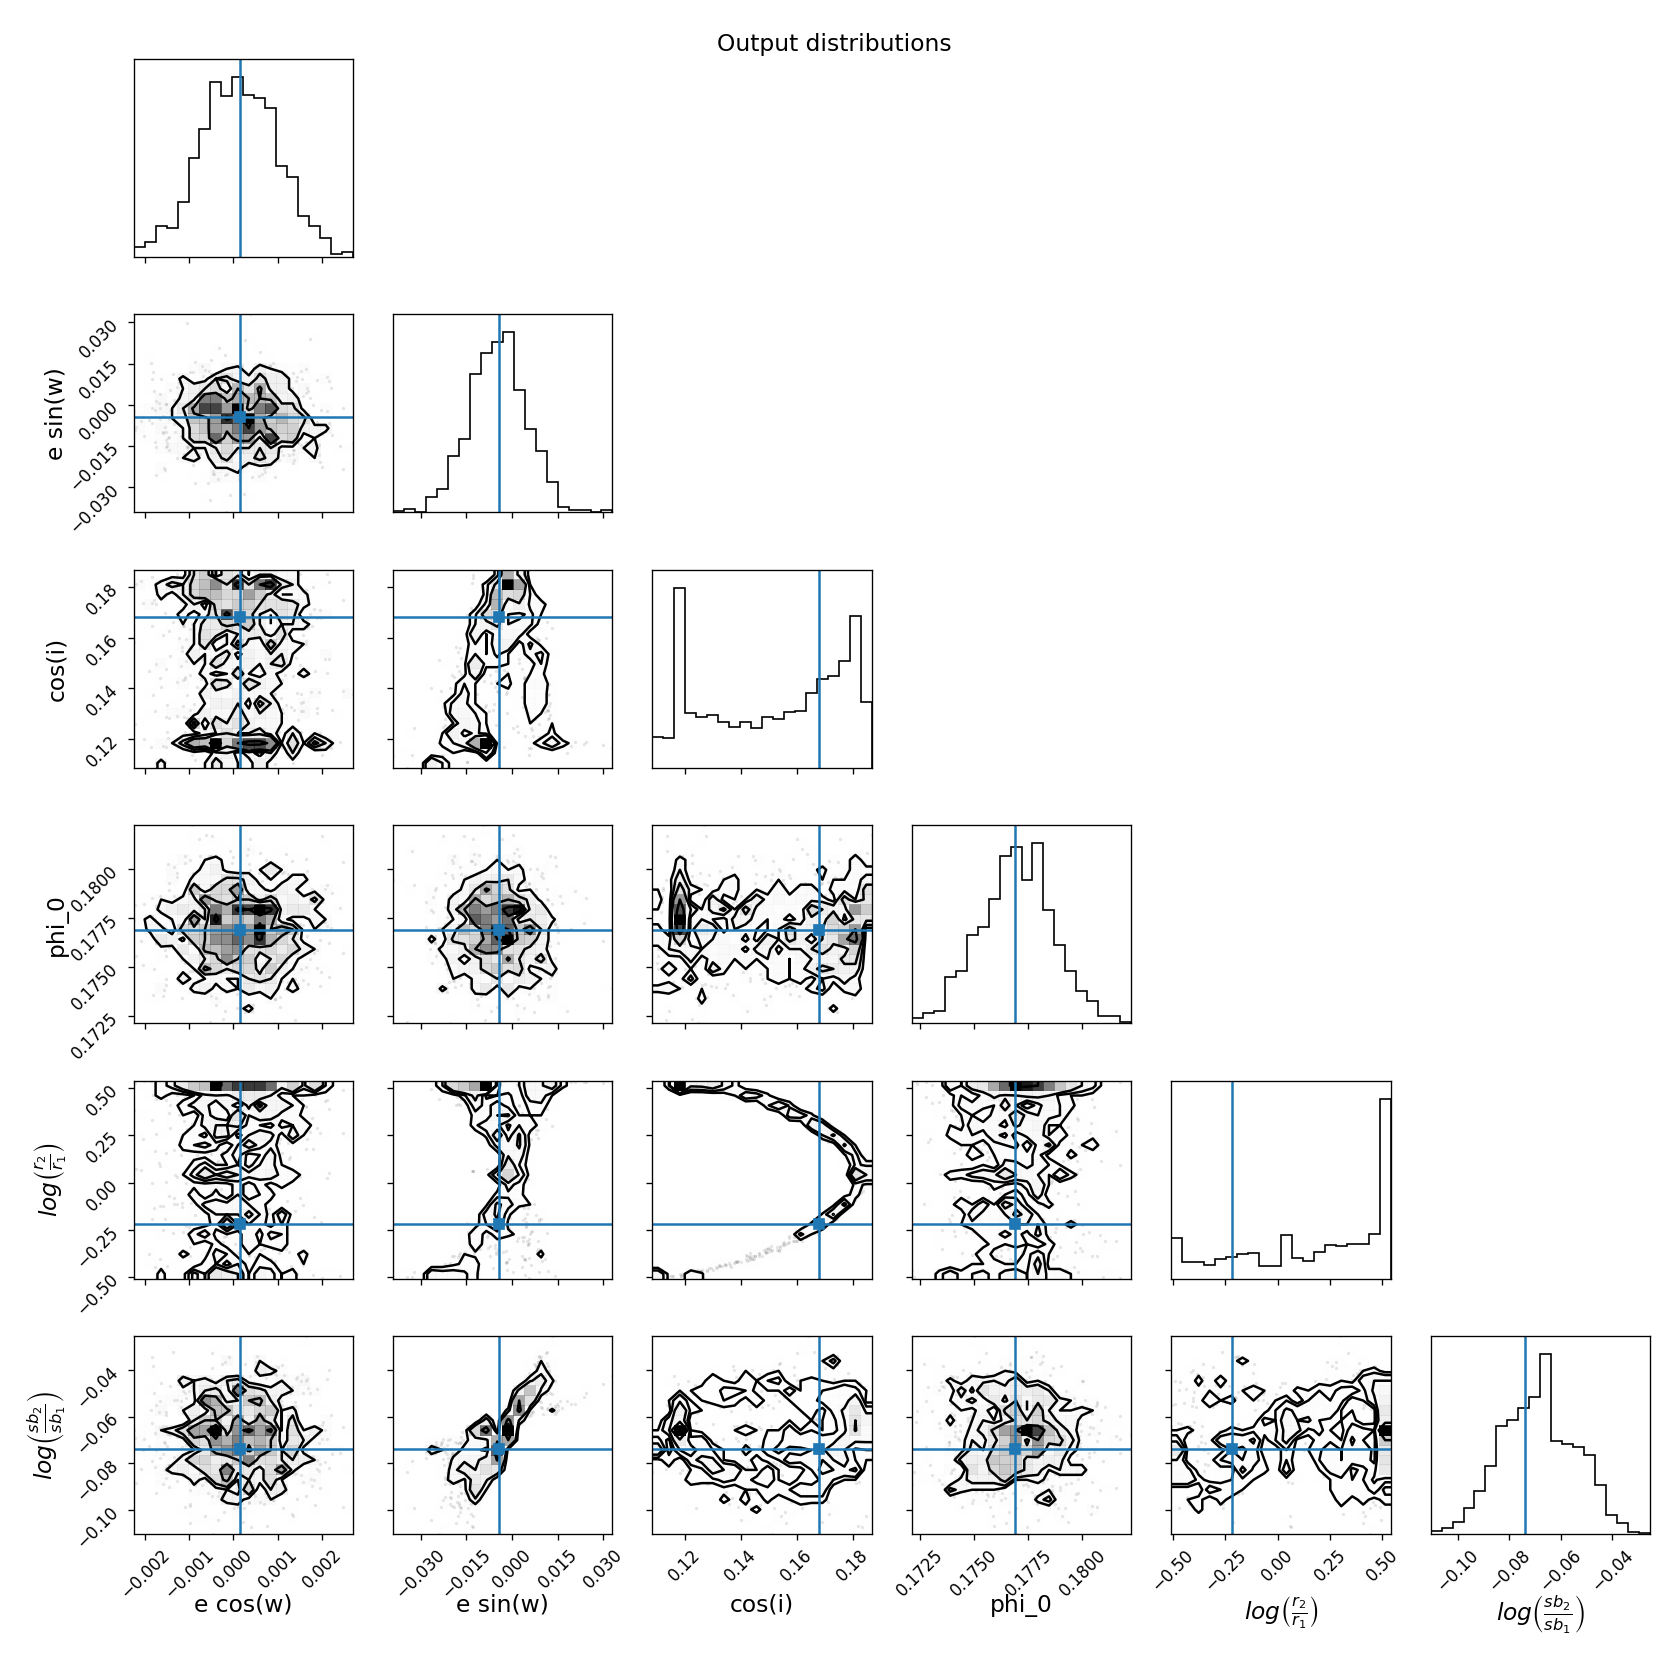 Output distributions
0.030
0.015
0.000
−0.015
−0.030
e sin(w)
0.18
0.16
0.14
0.12
cos(i)
0.1800
0.1775
0.1750
0.1725
phi_0
0.50
0.25
0.00
−0.25
−0.50
log(r2/r1)
−0.04
−0.06
−0.08
−0.10
log(sb2/sb1)
−0.002 −0.001 0.000 0.001 0.002 −0.030 −0.015 0.000 0.015 0.030 0.12 0.14 0.16 0.18 0.1725 0.1750 0.1775 0.1800 −0.50 −0.25 0.00 0.25 0.50 −0.10 −0.08 −0.06 −0.04
e cos(w) e sin(w) cos(i) phi_0 log(r2/r1) log(sb2/sb1)